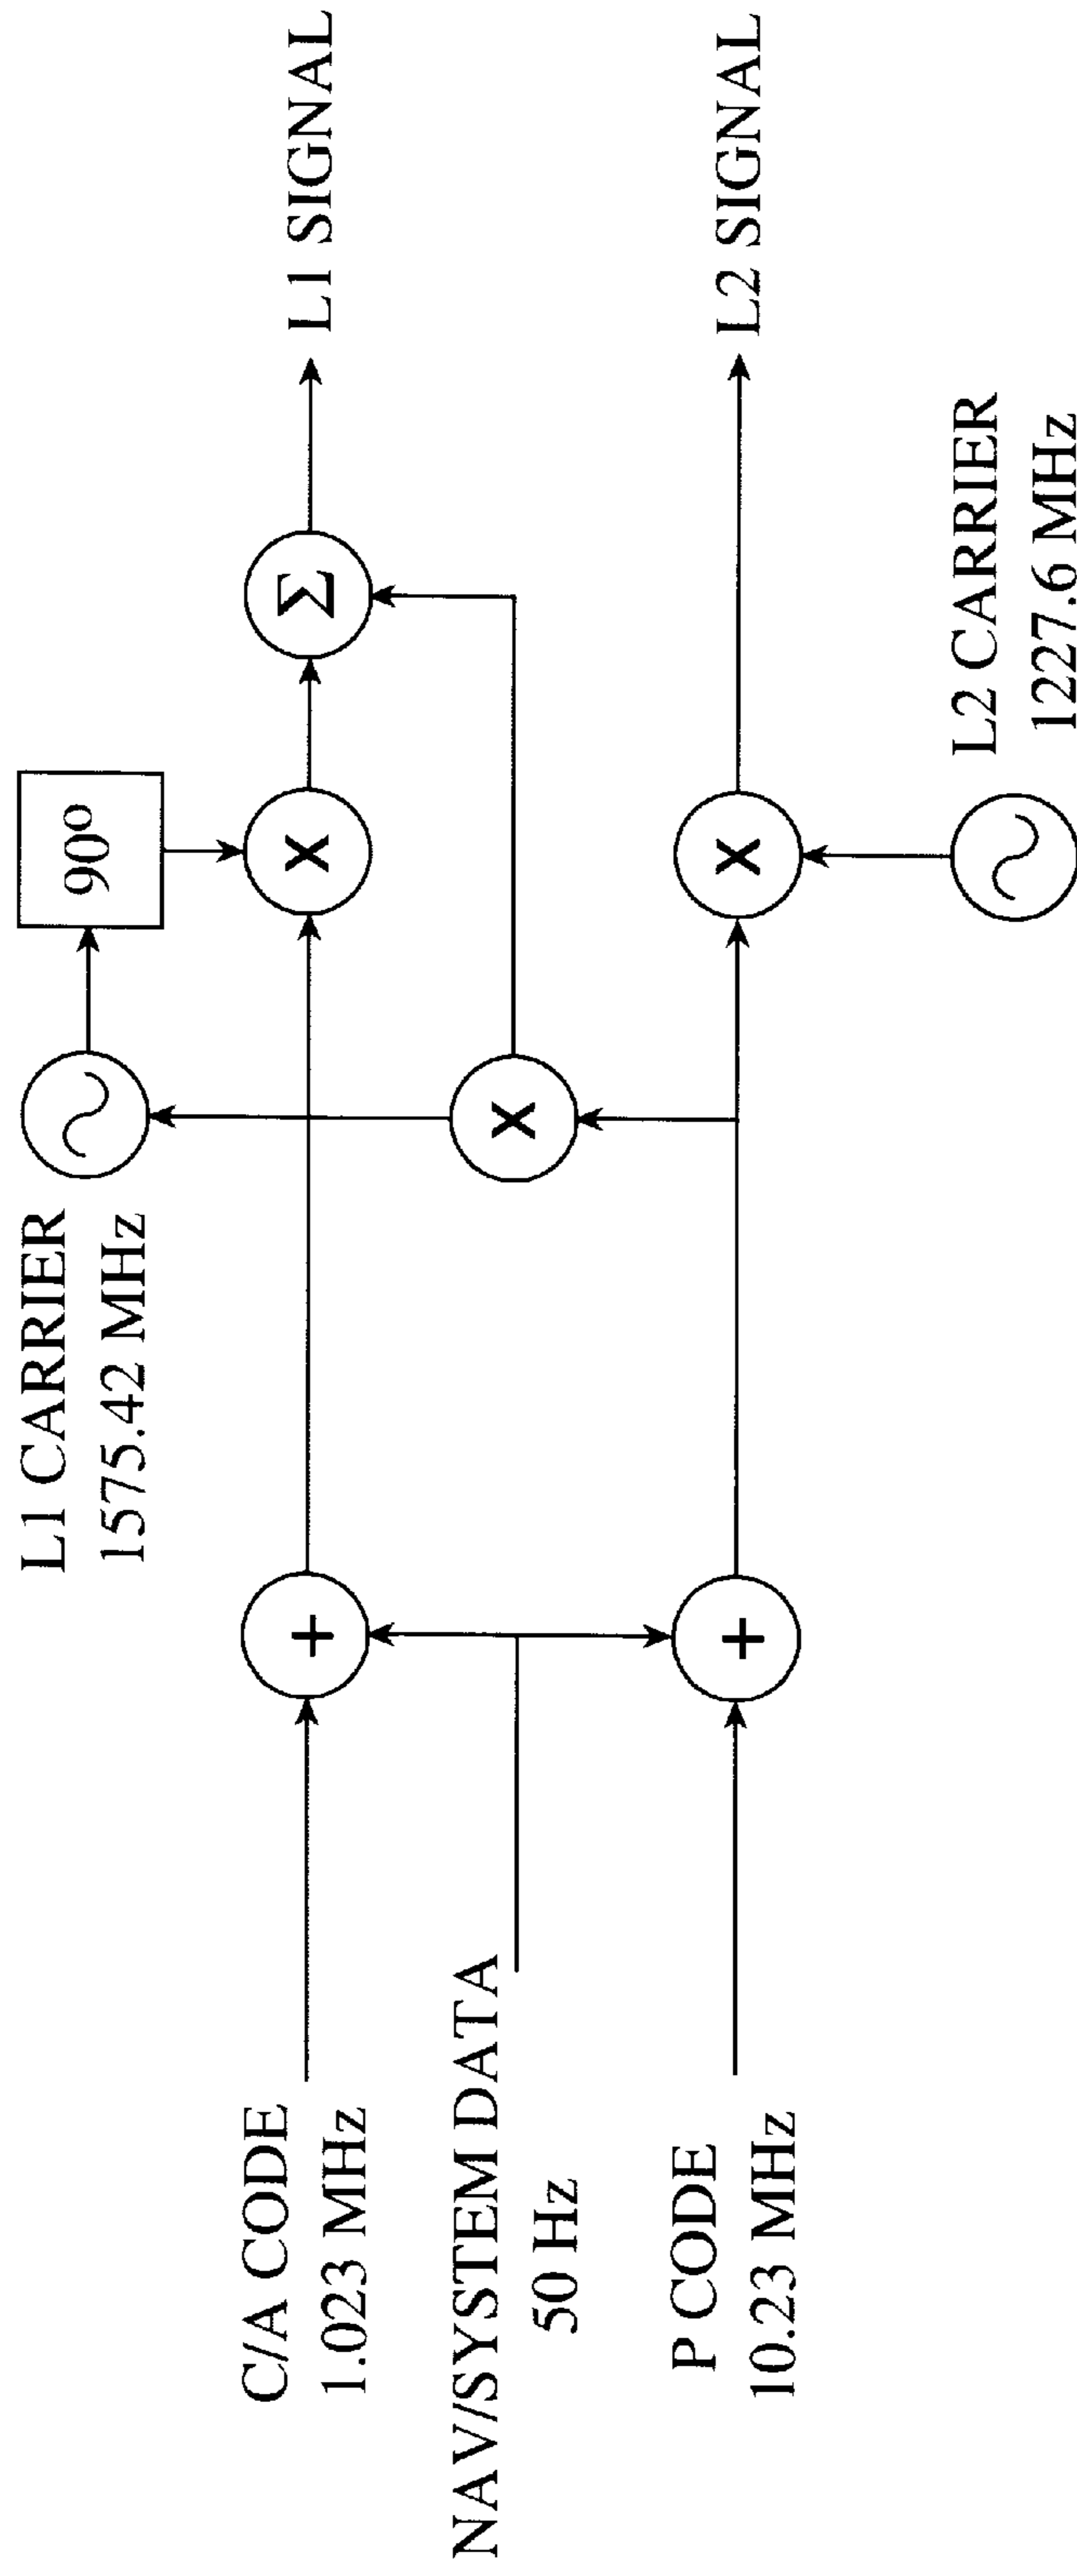 L1 CARRIER
1575.42 MHz
90º
C/A CODE
1.023 MHz
+
X
Σ
L1 SIGNAL
NAV/SYSTEM DATA
50 Hz
X
P CODE
10.23 MHz
+
X
L2 SIGNAL
L2 CARRIER
1227.6 MHz